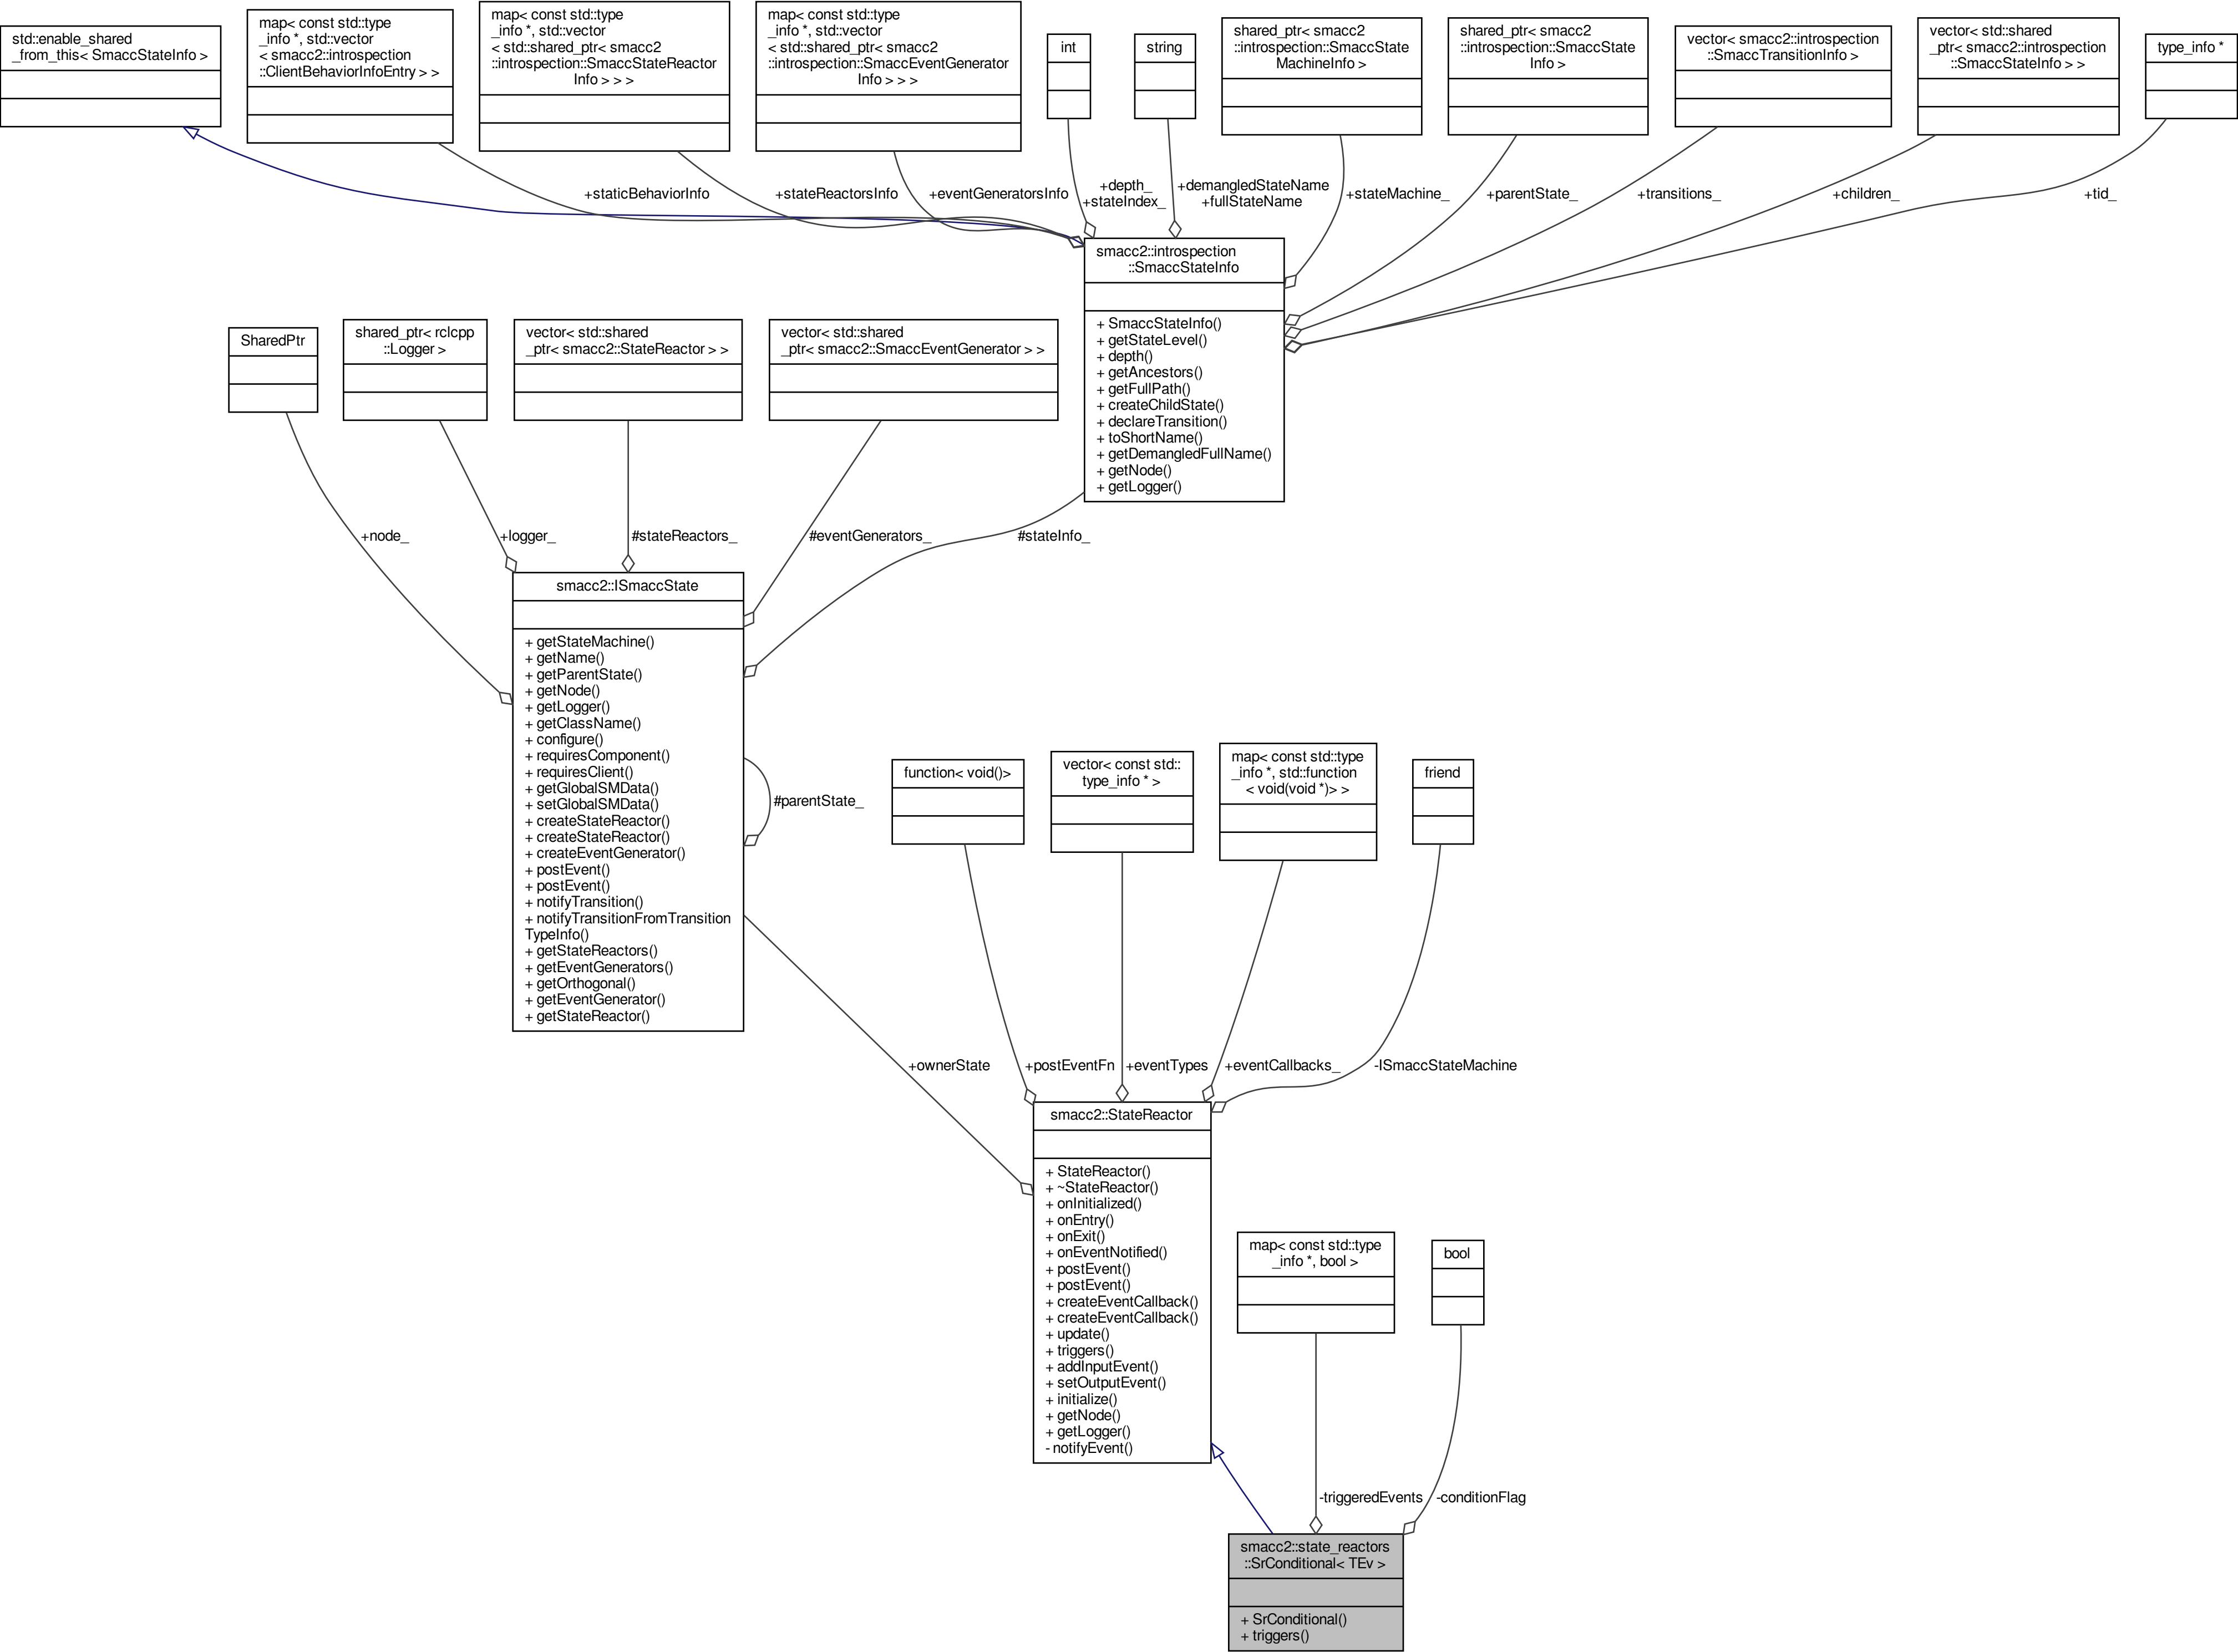 std::enable_shared
_from_this< SmaccStateInfo >
map< const std::type
_info *, std::vector
< smacc2::introspection
::ClientBehaviorInfoEntry > >
map< const std::type
_info *, std::vector
< std::shared_ptr< smacc2
::introspection::SmaccStateReactor
Info > > >
map< const std::type
_info *, std::vector
< std::shared_ptr< smacc2
::introspection::SmaccEventGenerator
Info > > >
int
string
shared_ptr< smacc2
::introspection::SmaccState
MachineInfo >
shared_ptr< smacc2
::introspection::SmaccState
Info >
vector< smacc2::introspection
::SmaccTransitionInfo >
vector< std::shared
_ptr< smacc2::introspection
::SmaccStateInfo > >
type_info *
+staticBehaviorInfo
+stateReactorsInfo
+eventGeneratorsInfo
+depth_
+stateIndex_
+demangledStateName
+fullStateName
+stateMachine_
+parentState_
+transitions_
+children_
+tid_
smacc2::introspection
::SmaccStateInfo
+ SmaccStateInfo()
+ getStateLevel()
+ depth()
+ getAncestors()
+ getFullPath()
+ createChildState()
+ declareTransition()
+ toShortName()
+ getDemangledFullName()
+ getNode()
+ getLogger()
SharedPtr
shared_ptr< rclcpp
::Logger >
vector< std::shared
_ptr< smacc2::StateReactor > >
vector< std::shared
_ptr< smacc2::SmaccEventGenerator > >
+node_
+logger_
#stateReactors_
#eventGenerators_
#stateInfo_
smacc2::ISmaccState
+ getStateMachine()
+ getName()
+ getParentState()
+ getNode()
+ getLogger()
+ getClassName()
+ configure()
+ requiresComponent()
+ requiresClient()
+ getGlobalSMData()
+ setGlobalSMData()
+ createStateReactor()
+ createStateReactor()
+ createEventGenerator()
+ postEvent()
+ postEvent()
+ notifyTransition()
+ notifyTransitionFromTransition
TypeInfo()
+ getStateReactors()
+ getEventGenerators()
+ getOrthogonal()
+ getEventGenerator()
+ getStateReactor()
#parentState_
function< void()>
vector< const std::
type_info * >
map< const std::type
_info *, std::function
< void(void *)> >
friend
+ownerState
+postEventFn
+eventTypes
+eventCallbacks_
-ISmaccStateMachine
smacc2::StateReactor
+ StateReactor()
+ ~StateReactor()
+ onInitialized()
+ onEntry()
+ onExit()
+ onEventNotified()
+ postEvent()
+ postEvent()
+ createEventCallback()
+ createEventCallback()
+ update()
+ triggers()
+ addInputEvent()
+ setOutputEvent()
+ initialize()
+ getNode()
+ getLogger()
- notifyEvent()
map< const std::type
_info *, bool >
bool
-triggeredEvents
-conditionFlag
smacc2::state_reactors
::SrConditional< TEv >
+ SrConditional()
+ triggers()